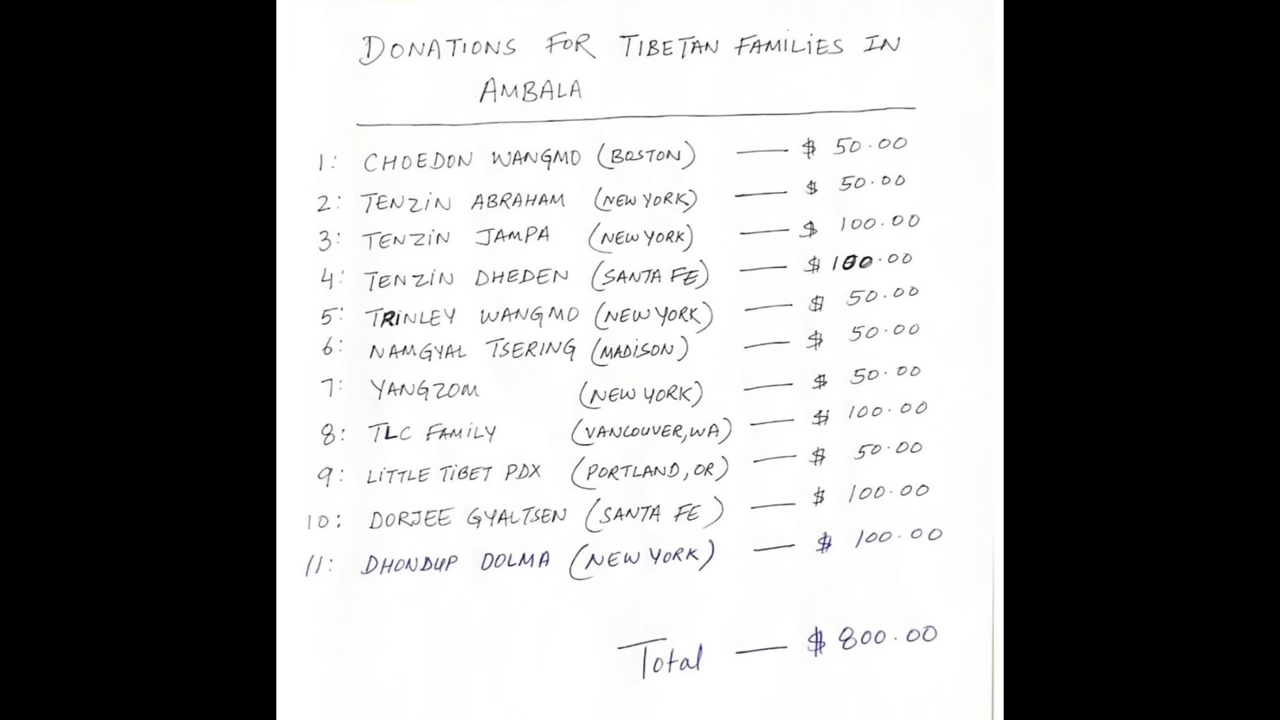 DONATIONS FOR TIBETAN FAMILIES IN
AMBALA
1: CHOEDON WANGMO (BOSTON) — $ 50.00
2: TENZIN ABRAHAM (NEW YORK) — $ 50.00
3: TENZIN JAMPA (NEW YORK) — $ 100.00
4: TENZIN DHEDEN (SANTA FE) — $ 100.00
5: TRINLEY WANGMO (NEW YORK) — $ 50.00
6: NAMGYAL TSERING (MADISON) — $ 50.00
7: YANGZOM (NEW YORK) — $ 50.00
8: TLC FAMILY (VANCOUVER, WA) — $ 100.00
9: LITTLE TIBET PDX (PORTLAND, OR) — $ 50.00
10: DORJEE GYALTSEN (SANTA FE) — $ 100.00
11: DHONDUP DOLMA (NEW YORK) — $ 100.00
Total — $ 800.00